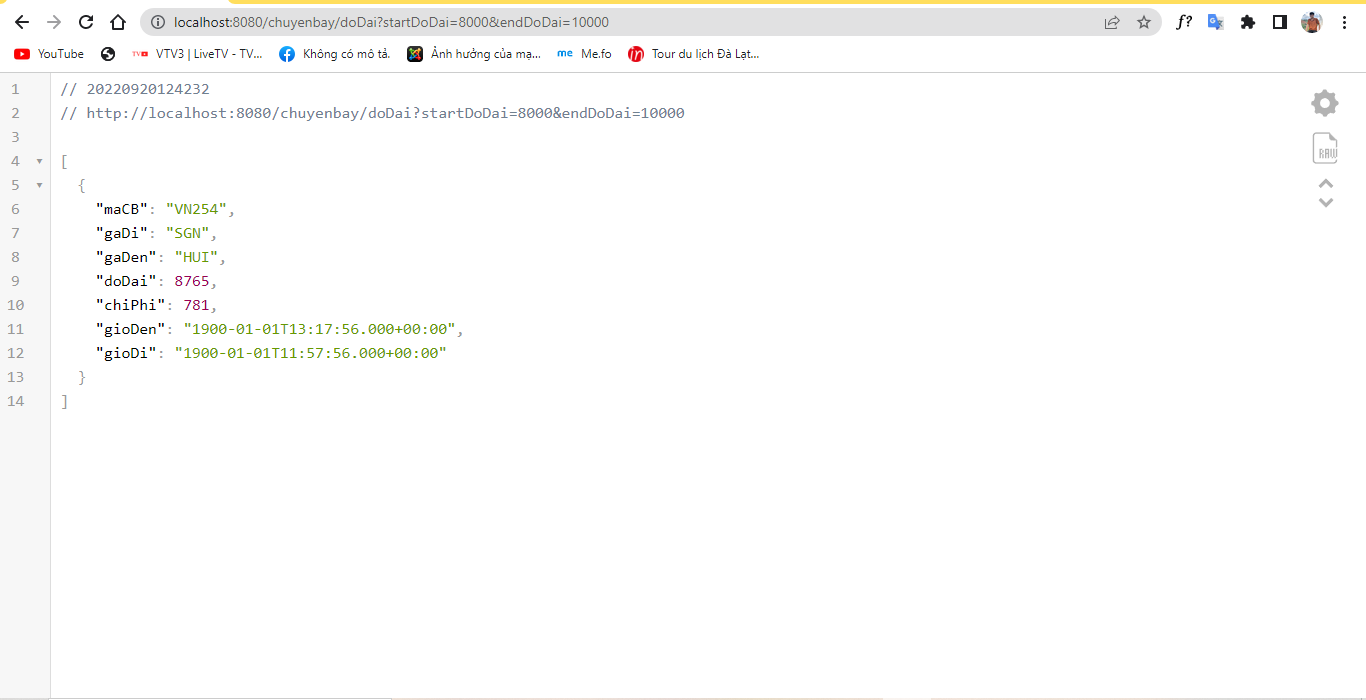 localhost:8080/chuyenbay/doDai?startDoDai=8000&endDoDai=10000
f?
YouTube
VTV3 | LiveTV - TV...
Không có mô tả.
Ảnh hưởng của mạ...
me Me.fo
Tour du lịch Đà Lạt...
1 // 20220920124232
2 // http://localhost:8080/chuyenbay/doDai?startDoDai=8000&endDoDai=10000
3
4 [
5 {
6 "maCB": "VN254",
7 "gaDi": "SGN",
8 "gaDen": "HUI",
9 "doDai": 8765,
10 "chiPhi": 781,
11 "gioDen": "1900-01-01T13:17:56.000+00:00",
12 "gioDi": "1900-01-01T11:57:56.000+00:00"
13 }
14 ]
RAW